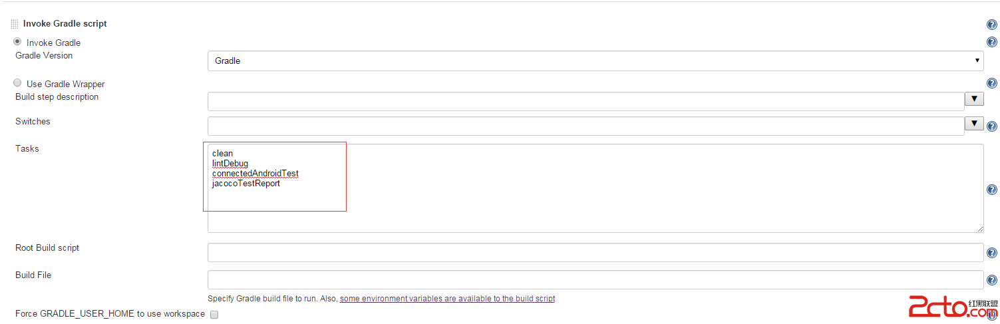 Invoke Gradle script
Invoke Gradle
Gradle Version
Gradle
Use Gradle Wrapper
Build step description
Switches
Tasks
clean
lintDebug
connectedAndroidTest
jacocoTestReport
Root Build script
Build File
Specify Gradle build file to run. Also, some environment variables are available to the build script
Force GRADLE_USER_HOME to use workspace
2cto.com
红黑联盟